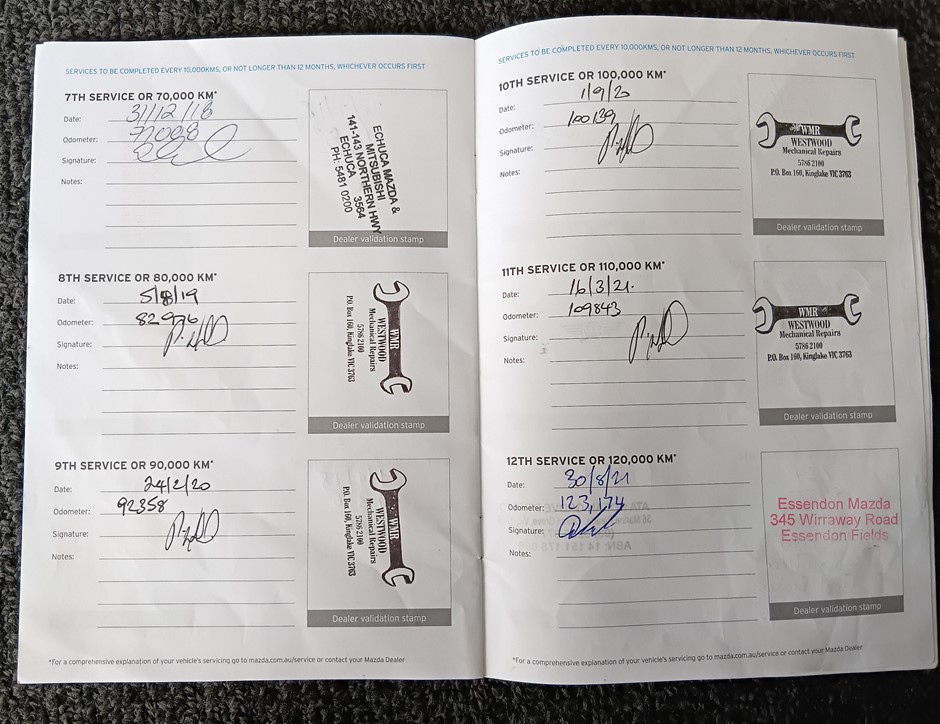 SERVICES TO BE COMPLETED EVERY 10,000KMS, OR NOT LONGER THAN 12 MONTHS, WHICHEVER OCCURS FIRST
7TH SERVICE OR 70,000 KM*
Date: 31/12/18
Odometer: 72008
Signature:
Notes:
ECHUCA MAZDA &
MITSUBISHI
141-143 NORTHERN HWY
ECHUCA 3564
PH: 5481 0200
Dealer validation stamp
8TH SERVICE OR 80,000 KM*
Date: 5/8/19
Odometer: 82976
Signature:
Notes:
WMR
WESTWOOD
Mechanical Repairs
5786 2100
P.O. Box 160, Kinglake VIC 3763
Dealer validation stamp
9TH SERVICE OR 90,000 KM*
Date: 24/2/20
Odometer: 92358
Signature:
Notes:
WMR
WESTWOOD
Mechanical Repairs
5786 2100
P.O. Box 160, Kinglake VIC 3763
Dealer validation stamp
*For a comprehensive explanation of your vehicle's servicing go to mazda.com.au/service or contact your Mazda Dealer
SERVICES TO BE COMPLETED EVERY 10,000KMS, OR NOT LONGER THAN 12 MONTHS, WHICHEVER OCCURS FIRST
10TH SERVICE OR 100,000 KM*
Date: 1/9/20
Odometer: 100139
Signature:
Notes:
WMR
WESTWOOD
Mechanical Repairs
5786 2100
P.O. Box 160, Kinglake VIC 3763
Dealer validation stamp
11TH SERVICE OR 110,000 KM*
Date: 16/3/21.
Odometer: 109843
Signature:
Notes:
WMR
WESTWOOD
Mechanical Repairs
5786 2100
P.O. Box 160, Kinglake VIC 3763
Dealer validation stamp
12TH SERVICE OR 120,000 KM*
Date: 30/8/21
Odometer: 123,174
Signature:
Notes:
Essendon Mazda
345 Wirraway Road
Essendon Fields
Dealer validation stamp
*For a comprehensive explanation of your vehicle's servicing go to mazda.com.au/service or contact your Mazda Dealer